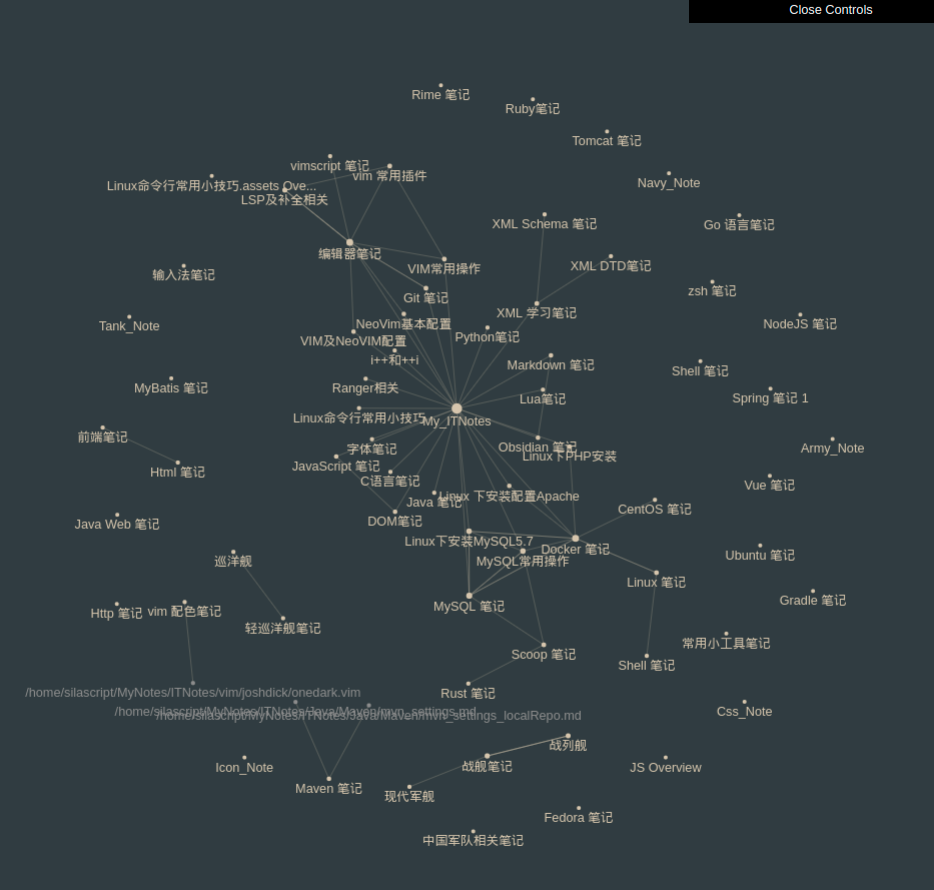 Close Controls
Rime 笔记
Ruby笔记
Tomcat 笔记
vimscript 笔记
vim 常用插件
Linux命令行常用小技巧.assets Ove...
LSP及补全相关
Navy_Note
XML Schema 笔记
Go 语言笔记
编辑器笔记
VIM常用操作
XML DTD笔记
输入法笔记
Git 笔记
zsh 笔记
XML 学习笔记
Tank_Note
NeoVim基本配置
NodeJS 笔记
VIM及NeoVIM配置
Python笔记
i++和++i
Markdown 笔记
Shell 笔记
MyBatis 笔记
Ranger相关
Lua笔记
Spring 笔记 1
Linux命令行常用小技巧
My_ITNotes
前端笔记
字体笔记
Obsidian 笔记
Linux下PHP安装
Army_Note
Html 笔记
JavaScript 笔记
C语言笔记
Vue 笔记
Java 笔记
Linux 下安装配置Apache
CentOS 笔记
Java Web 笔记
DOM笔记
Linux下安装MySQL5.7
Docker 笔记
Ubuntu 笔记
巡洋舰
MySQL常用操作
Linux 笔记
Http 笔记
vim 配色笔记
MySQL 笔记
Gradle 笔记
轻巡洋舰笔记
常用小工具笔记
Scoop 笔记
Shell 笔记
/home/silascript/MyNotes/ITNotes/vim/joshdick/onedark.vim
Rust 笔记
/home/silascript/MyNotes/ITNotes/Java/Maven/mvn_settings.md
/home/silascript/MyNotes/ITNotes/Java/Maven/mvn_settings_localRepo.md
Css_Note
战列舰
Icon_Note
战舰笔记
JS Overview
Maven 笔记
现代军舰
Fedora 笔记
中国军队相关笔记